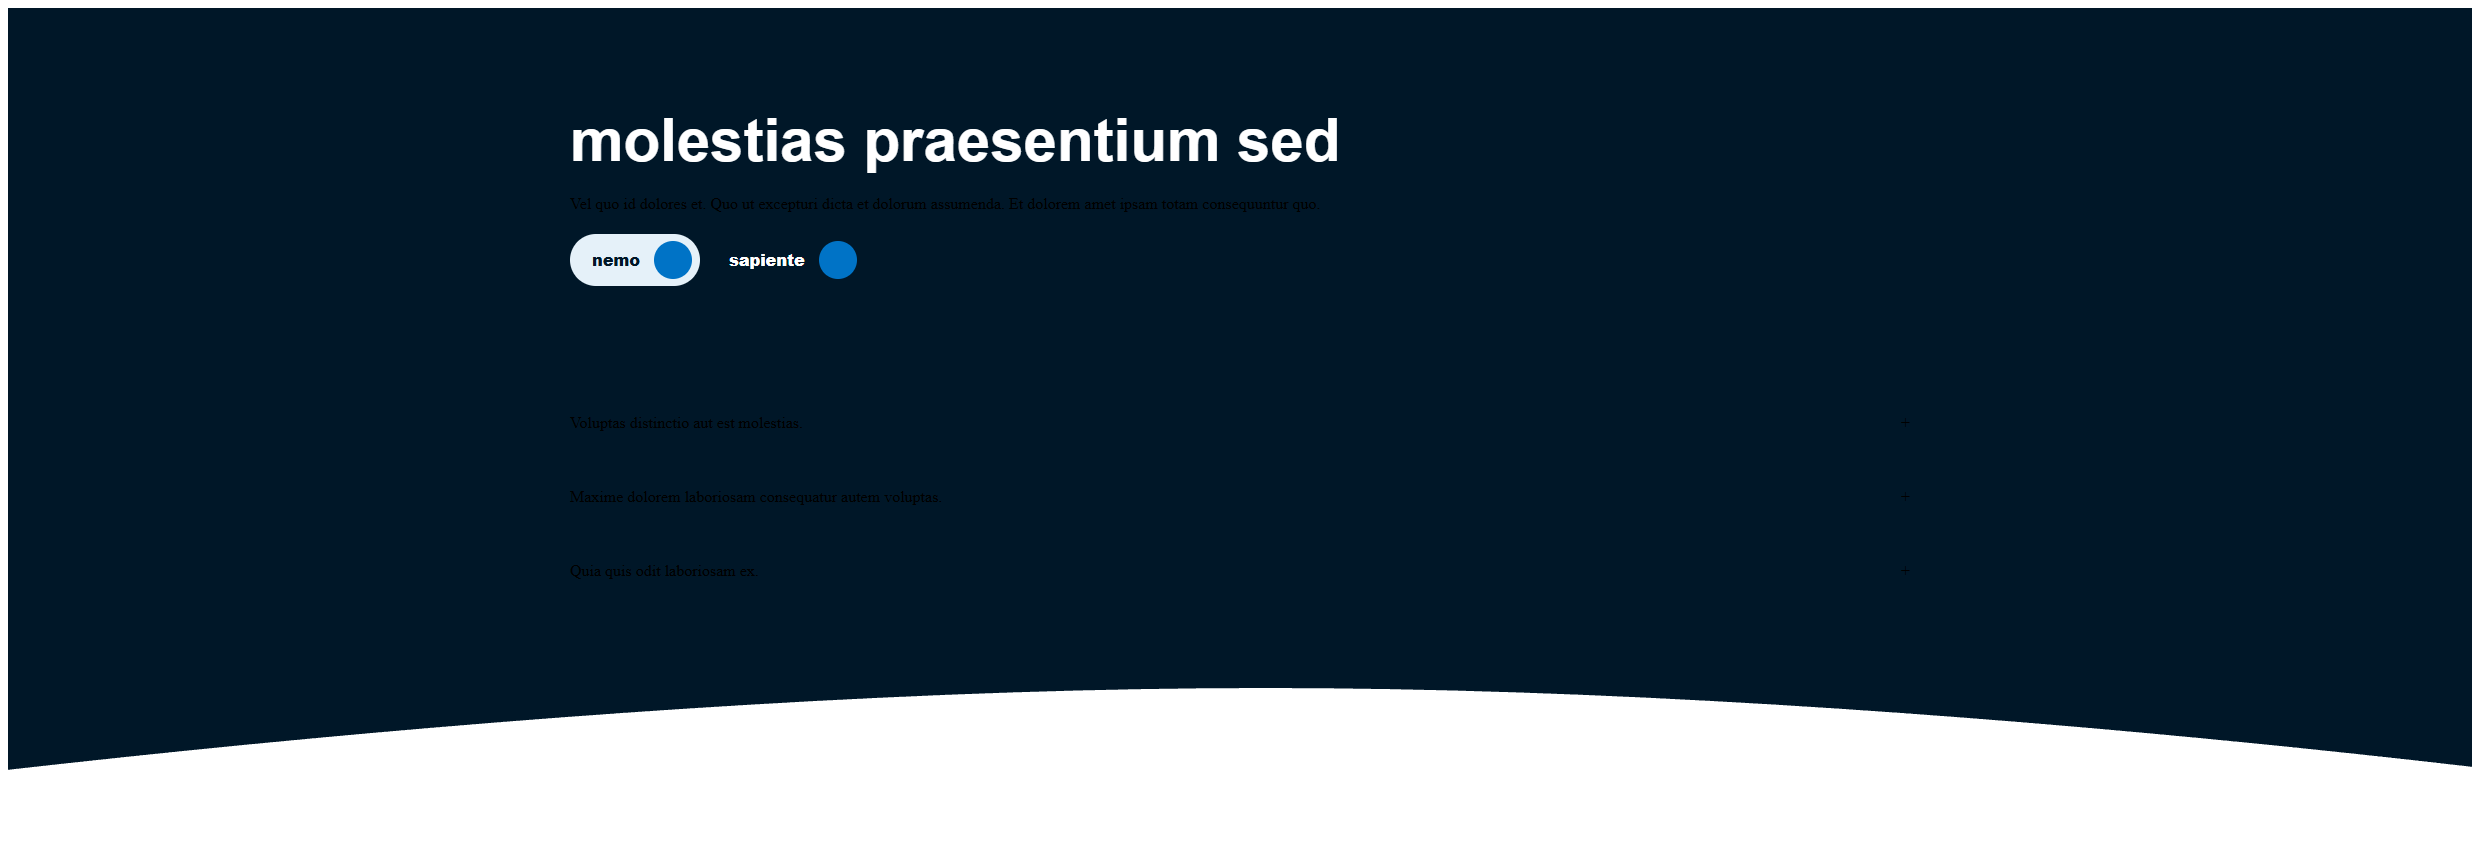 molestias praesentium sed
Vel quo id dolores et. Quo ut excepturi dicta et dolorum assumenda. Et dolorem amet ipsam totam consequuntur quo.
nemo sapiente
Voluptas distinctio aut est molestias. +
Maxime dolorem laboriosam consequatur autem voluptas. +
Quia quis odit laboriosam ex. +